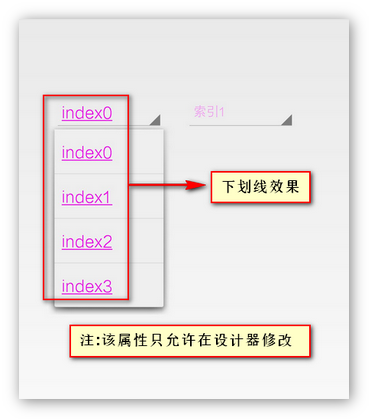 index0 索引1
index0
下划线效果
index1
index2
index3
注:该属性只允许在设计器修改